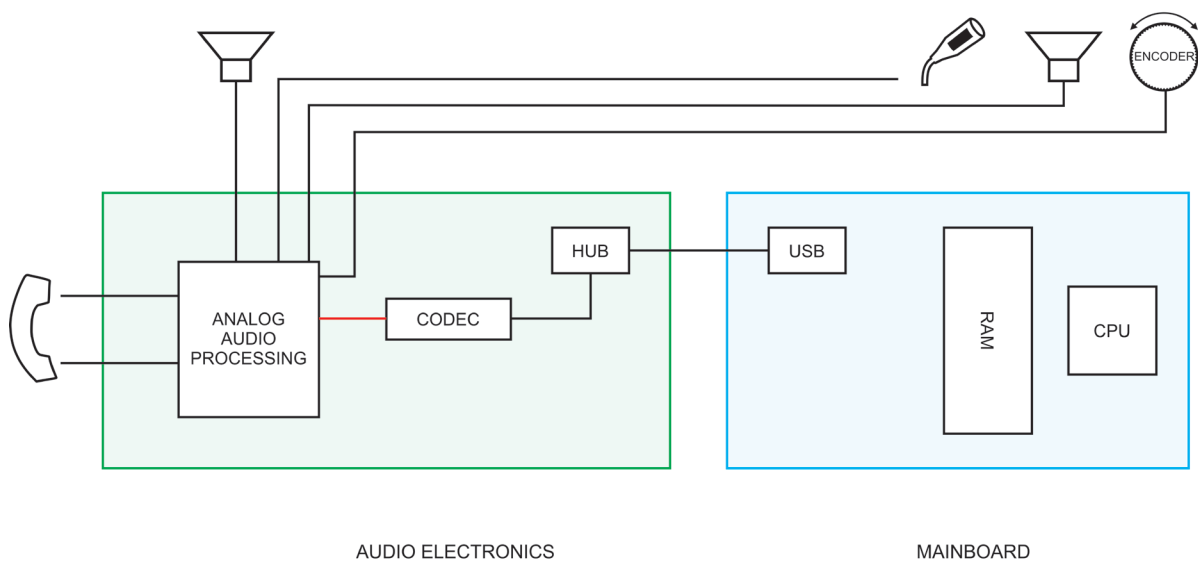 ENCODER
HUB
USB
ANALOG
AUDIO
PROCESSING
CODEC
RAM
CPU
AUDIO ELECTRONICS
MAINBOARD